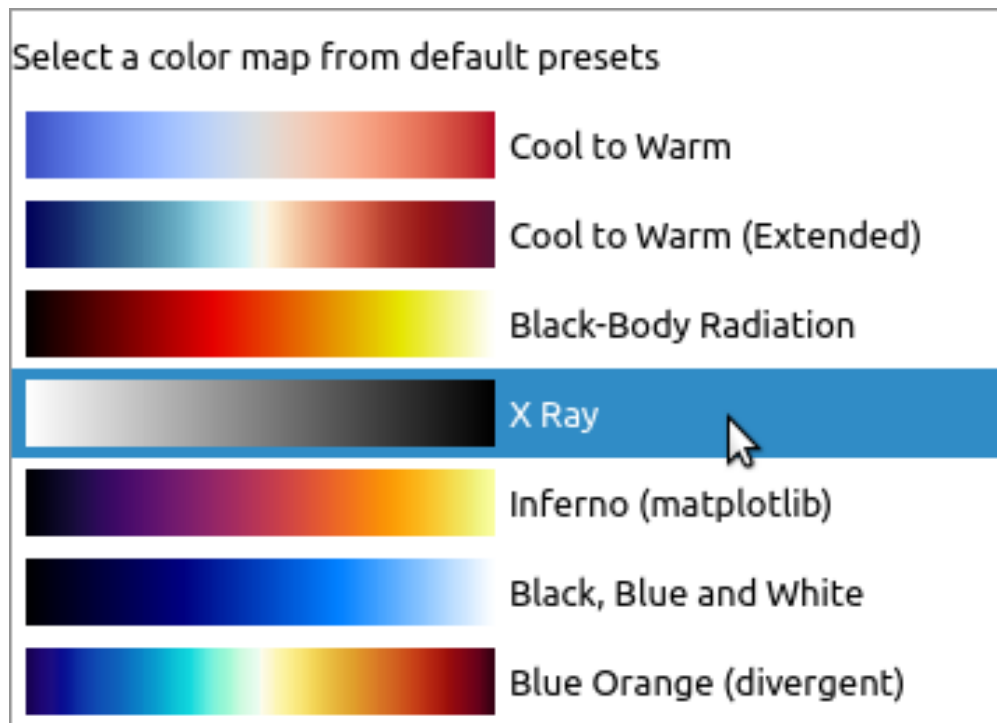 Select a color map from default presets
Cool to Warm
Cool to Warm (Extended)
Black-Body Radiation
X Ray
Inferno (matplotlib)
Black, Blue and White
Blue Orange (divergent)